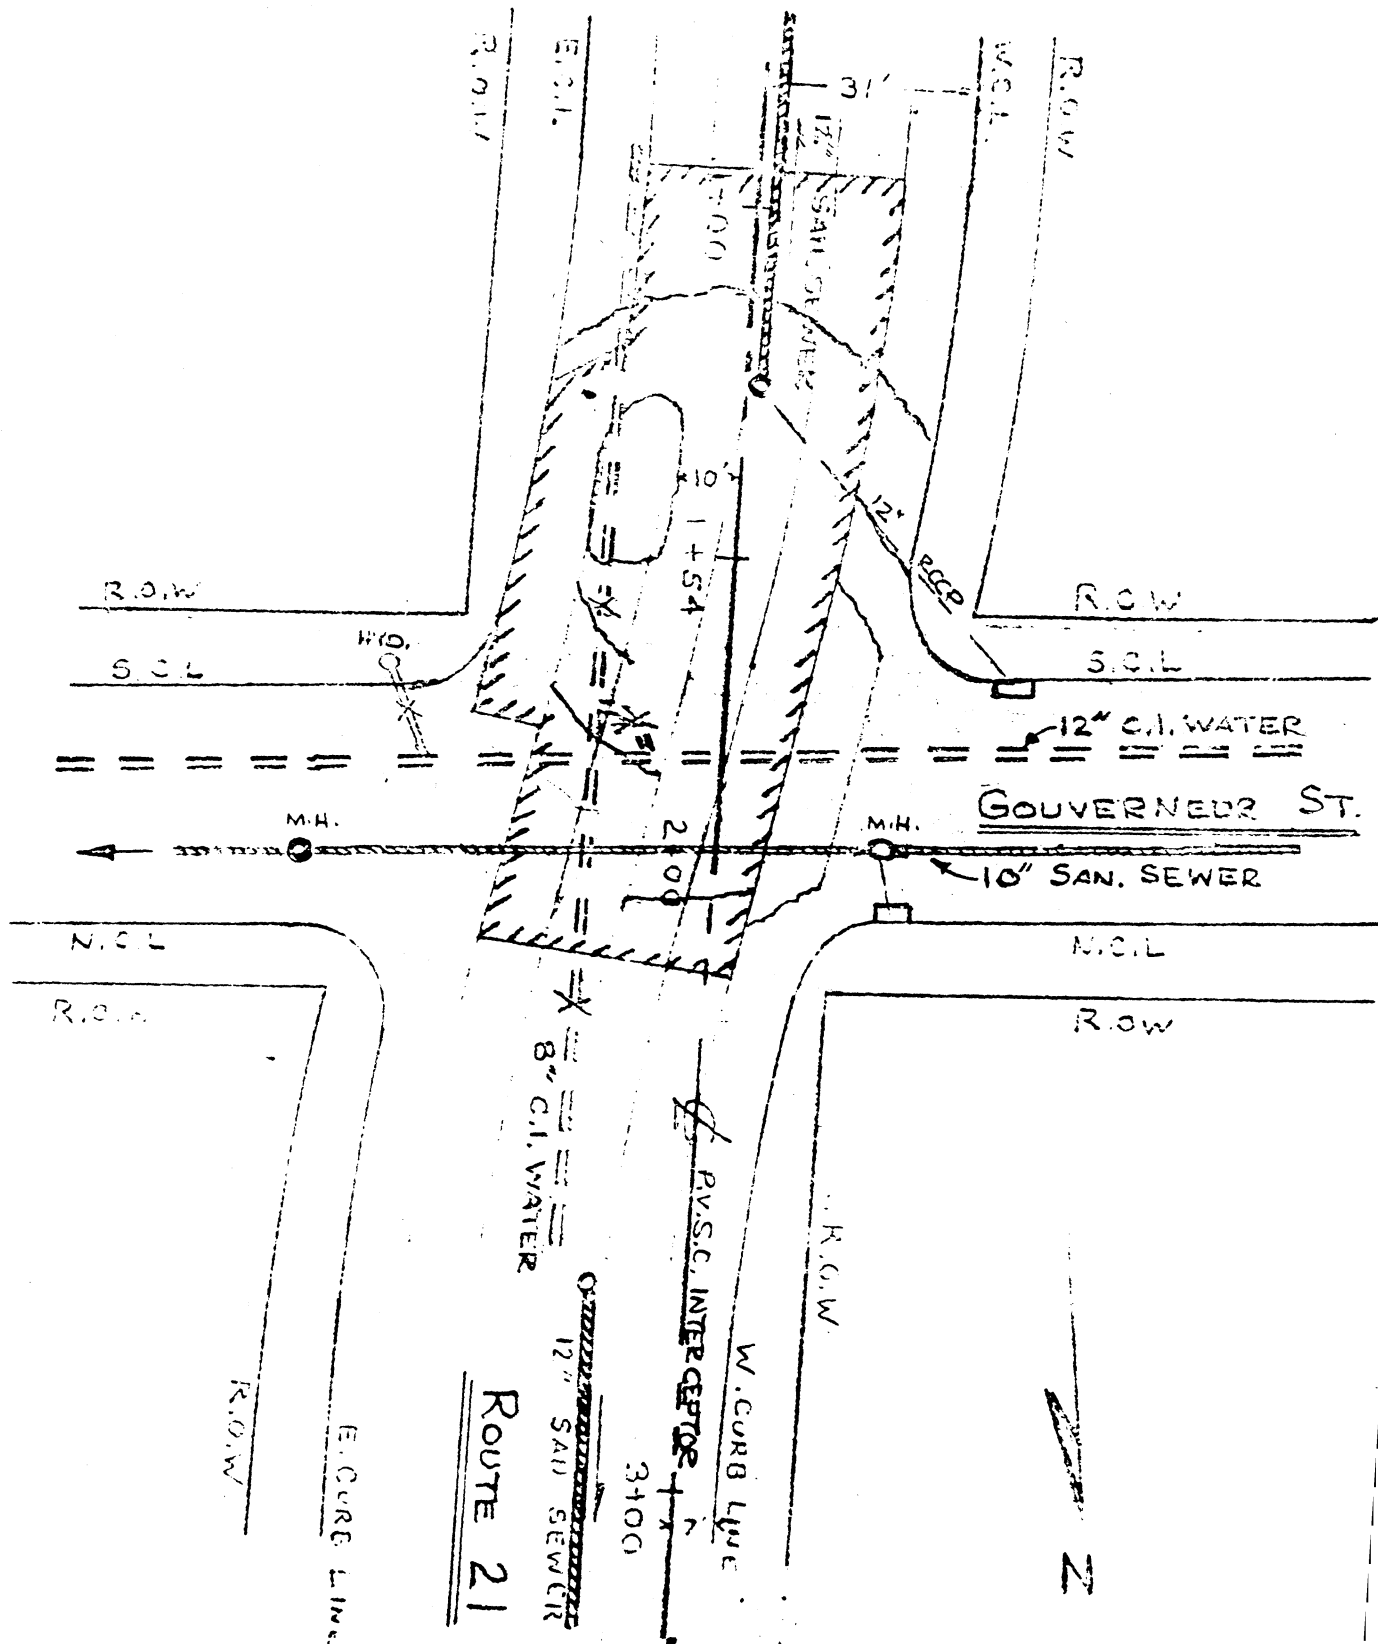 R.O.W
E.C.L.
31'
W.C.L.
R.O.W
12" SAN. SEWER
1+00
10'
12"
RCCP
1+54
R.O.W
R.O.W
HYD.
S.C.L
S.C.L
12" C.I. WATER
GOUVERNEUR ST.
M.H.
M.H.
2+00
10" SAN. SEWER
N.C.L
N.C.L
R.O.W
R.O.W
8" C.I. WATER
P.V.S.C. INTERCEPTOR
R.O.W
W. CURB LINE
12" SAN SEWER
ROUTE 21
3+00
R.O.W
E. CURB LINE
N